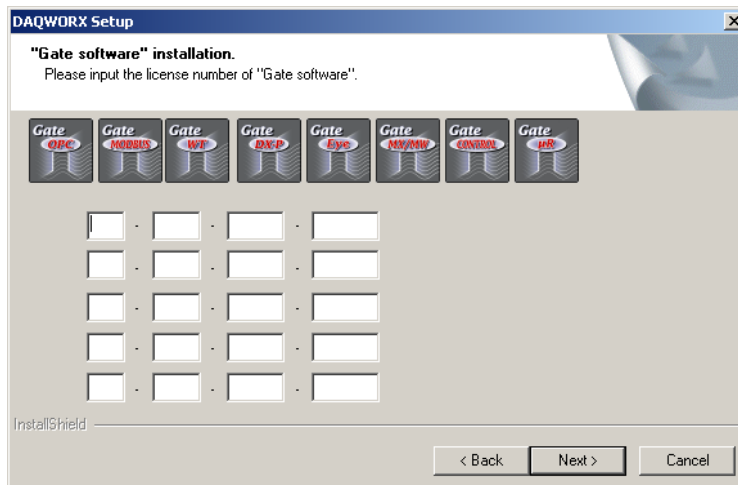 DAQWORX Setup
"Gate software" installation.
Please input the license number of "Gate software".
Gate Gate Gate Gate Gate Gate Gate Gate
OPC MODBUS WT DX-P Eye MX/MW CONTROL µR
- - -
- - -
- - -
- - -
- - -
InstallShield
< Back Next > Cancel